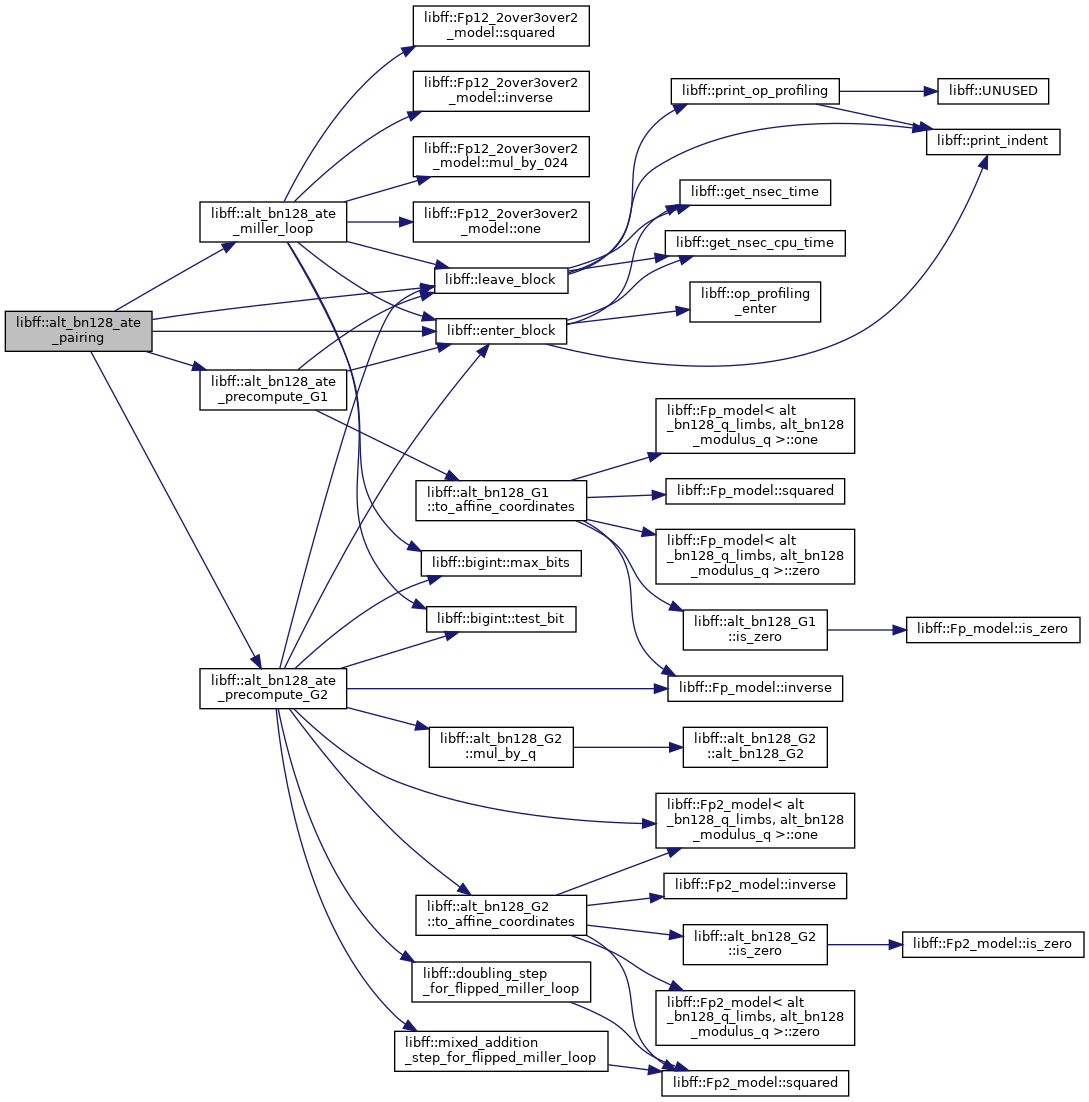 libff::alt_bn128_ate
_pairing
libff::alt_bn128_ate
_miller_loop
libff::alt_bn128_ate
_precompute_G1
libff::alt_bn128_ate
_precompute_G2
libff::Fp12_2over3over2
_model::squared
libff::Fp12_2over3over2
_model::inverse
libff::Fp12_2over3over2
_model::mul_by_024
libff::Fp12_2over3over2
_model::one
libff::leave_block
libff::enter_block
libff::alt_bn128_G1
::to_affine_coordinates
libff::bigint::max_bits
libff::bigint::test_bit
libff::alt_bn128_G2
::mul_by_q
libff::alt_bn128_G2
::to_affine_coordinates
libff::doubling_step
_for_flipped_miller_loop
libff::mixed_addition
_step_for_flipped_miller_loop
libff::print_op_profiling
libff::get_nsec_time
libff::get_nsec_cpu_time
libff::op_profiling
_enter
libff::Fp_model< alt
_bn128_q_limbs, alt_bn128
_modulus_q >::one
libff::Fp_model::squared
libff::Fp_model< alt
_bn128_q_limbs, alt_bn128
_modulus_q >::zero
libff::alt_bn128_G1
::is_zero
libff::Fp_model::inverse
libff::alt_bn128_G2
::alt_bn128_G2
libff::Fp2_model< alt
_bn128_q_limbs, alt_bn128
_modulus_q >::one
libff::Fp2_model::inverse
libff::alt_bn128_G2
::is_zero
libff::Fp2_model< alt
_bn128_q_limbs, alt_bn128
_modulus_q >::zero
libff::Fp2_model::squared
libff::UNUSED
libff::print_indent
libff::Fp_model::is_zero
libff::Fp2_model::is_zero